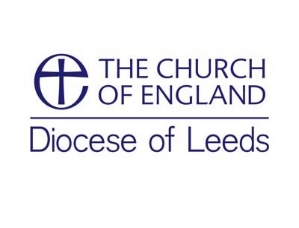 THE CHURCH
OF ENGLAND
Diocese of Leeds